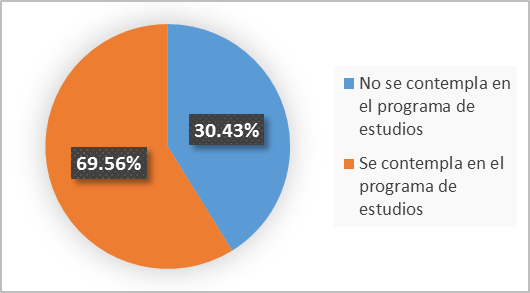 30.43%
69.56%
No se contempla en
el programa de
estudios
Se contempla en el
programa de
estudios